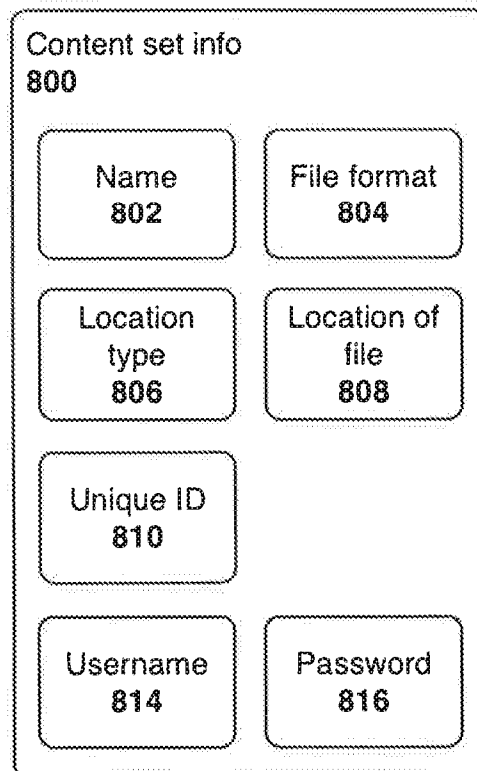 Content set info
800
Name
802
File format
804
Location
type
806
Location of
file
808
Unique ID
810
Username
814
Password
816